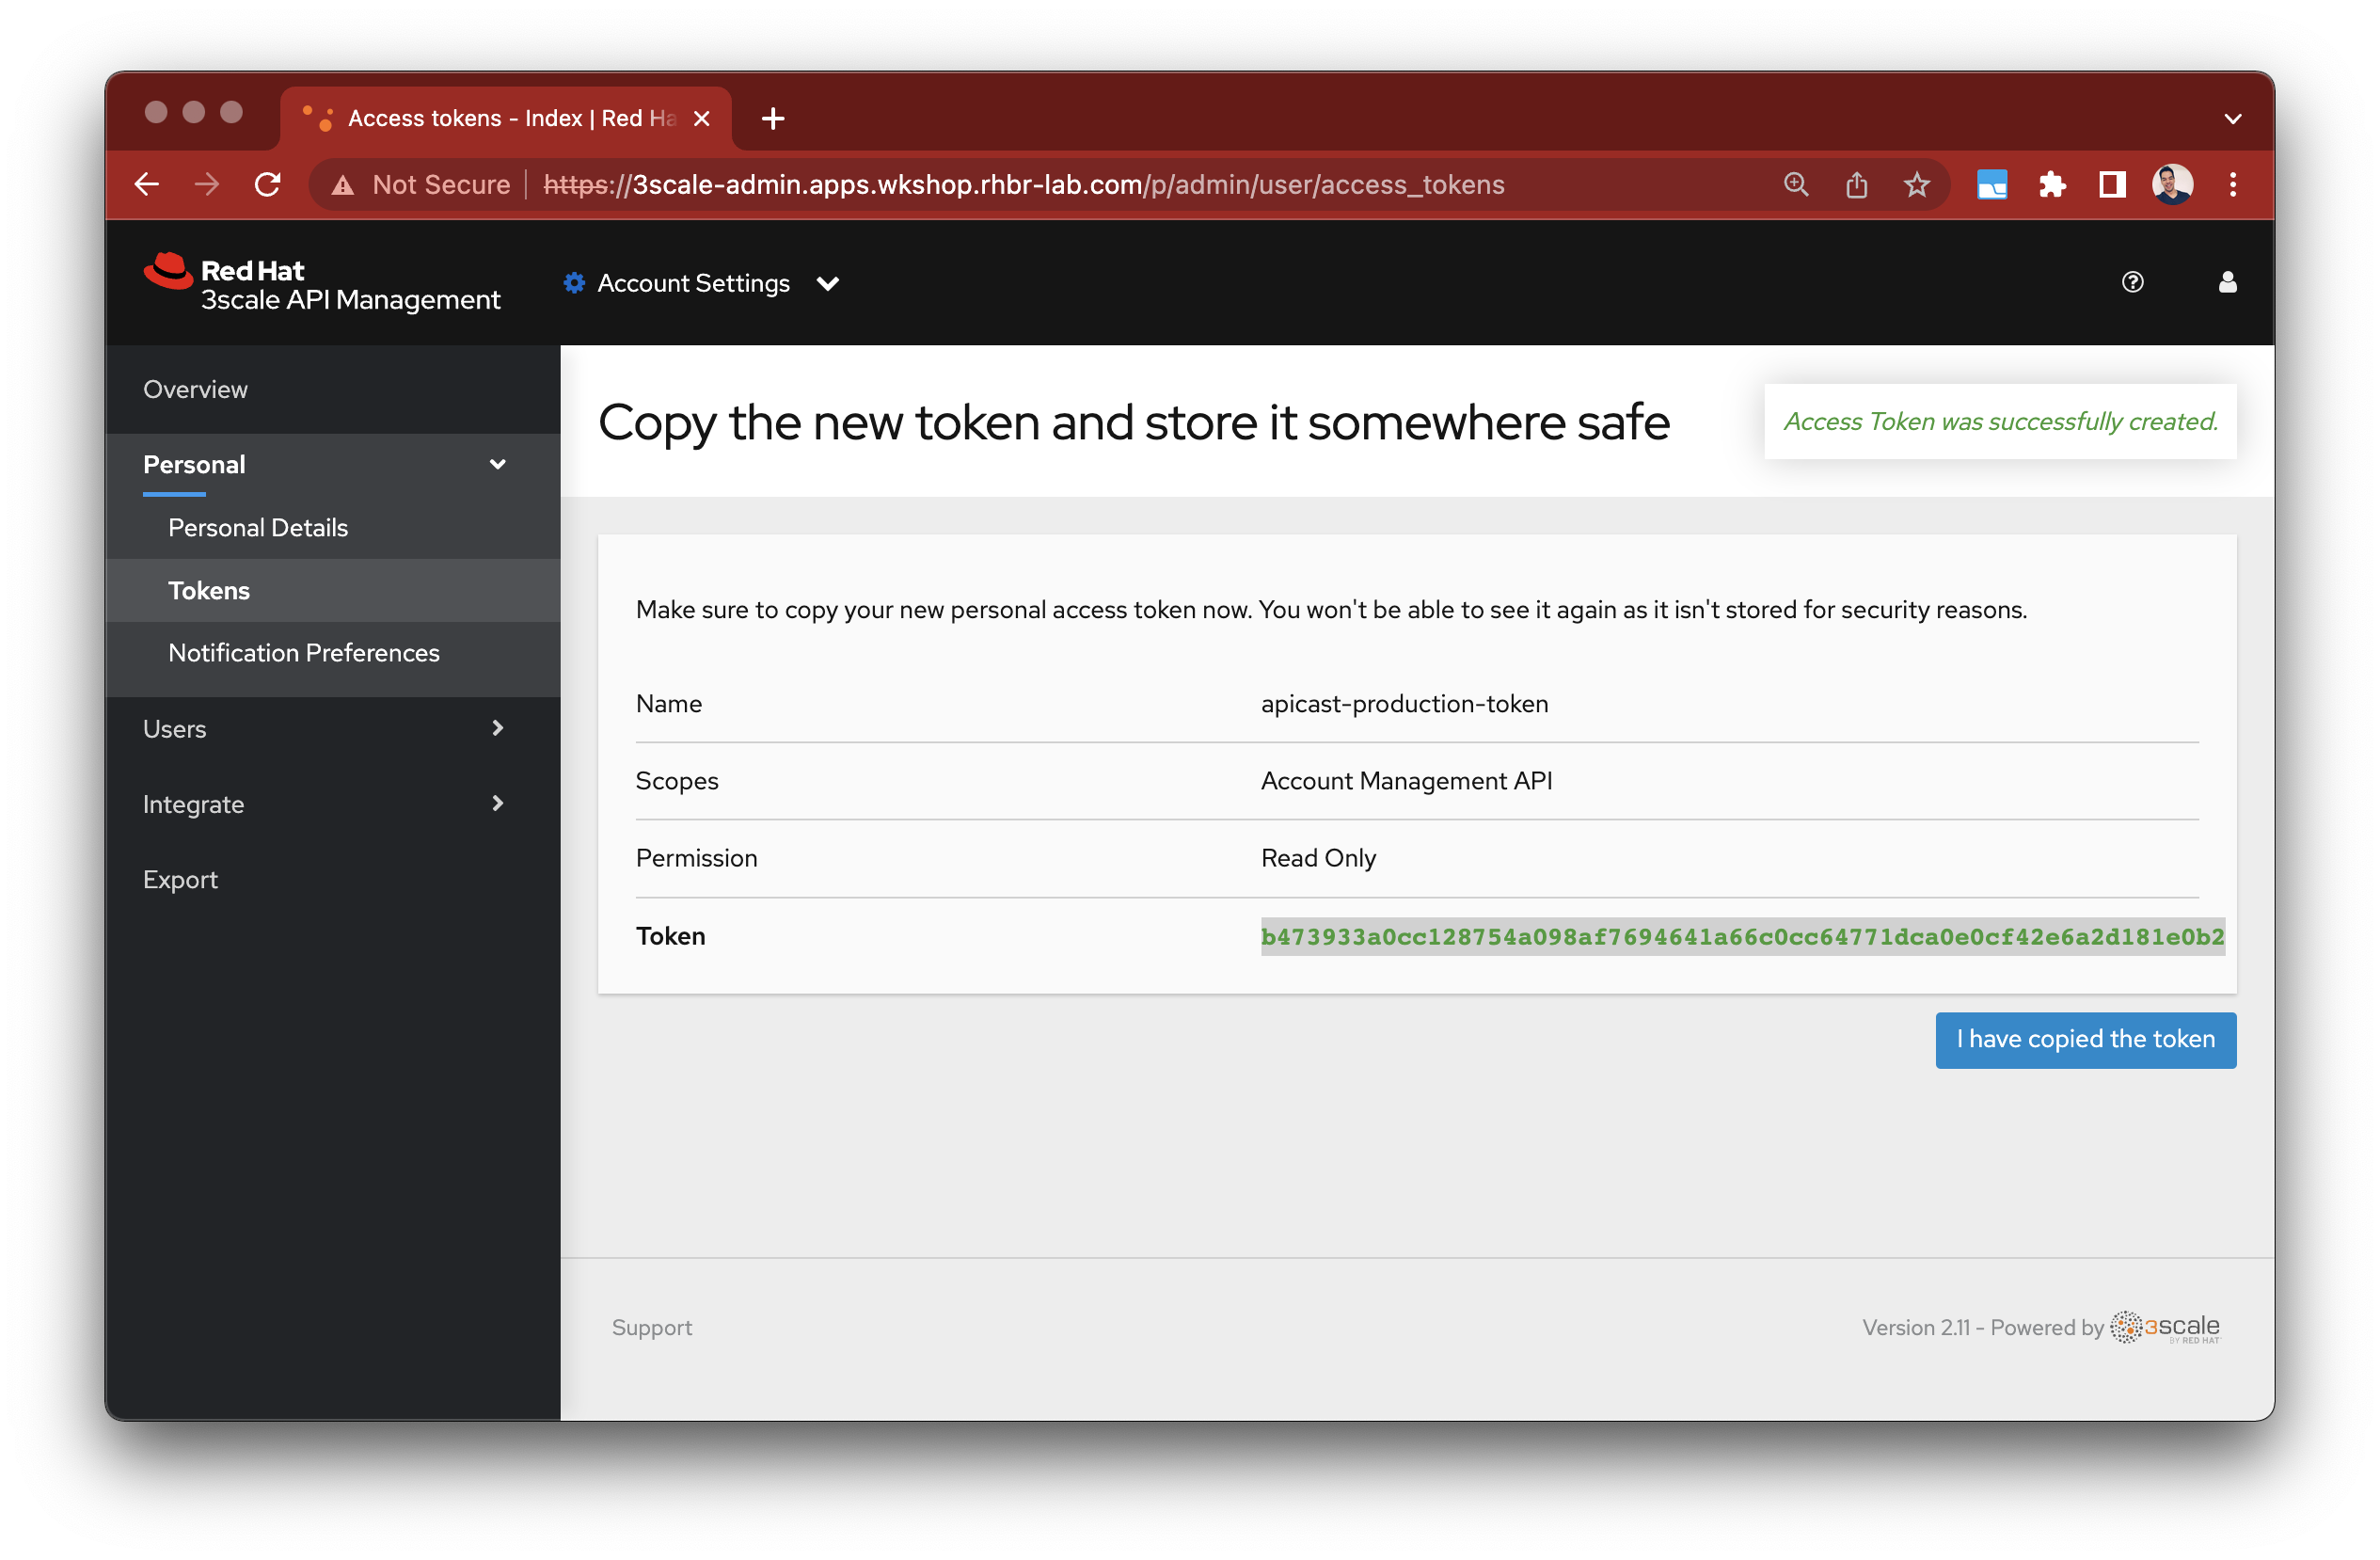 Access tokens - Index | Red Ha
Not Secure | https://3scale-admin.apps.wkshop.rhbr-lab.com/p/admin/user/access_tokens
Red Hat
3scale API Management
Account Settings
Overview
Personal
Personal Details
Tokens
Notification Preferences
Users
Integrate
Export
Copy the new token and store it somewhere safe
Access Token was successfully created.
Make sure to copy your new personal access token now. You won't be able to see it again as it isn't stored for security reasons.
Name apicast-production-token
Scopes Account Management API
Permission Read Only
Token b473933a0cc128754a098af7694641a66c0cc64771dca0e0cf42e6a2d181e0b2
I have copied the token
Support
Version 2.11 - Powered by 3scale
BY RED HAT